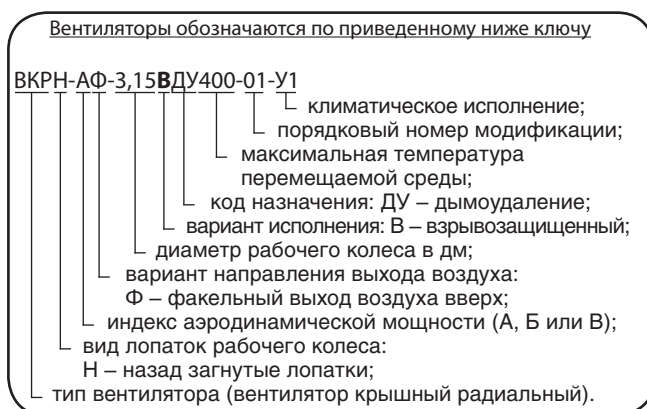 Вентиляторы обозначаются по приведенному ниже ключу
ВКРН-АФ-3,15ВДУ400-01-У1
климатическое исполнение;
порядковый номер модификации;
максимальная температура
перемещаемой среды;
код назначения: ДУ – дымоудаление;
вариант исполнения: В – взрывозащищенный;
диаметр рабочего колеса в дм;
вариант направления выхода воздуха:
Ф – факельный выход воздуха вверх;
индекс аэродинамической мощности (А, Б или В);
вид лопаток рабочего колеса:
Н – назад загнутые лопатки;
тип вентилятора (вентилятор крышный радиальный).